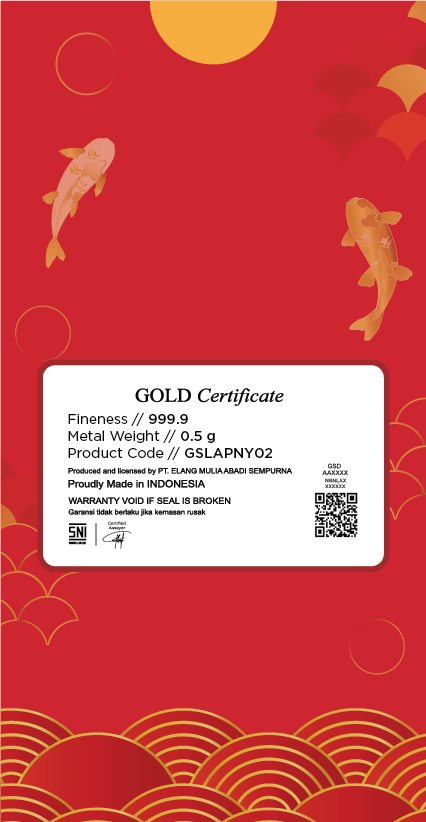 GOLD Certificate
Fineness // 999.9
Metal Weight // 0.5 g
Product Code // GSLAPNY02
Produced and licensed by PT. ELANG MULIA ABADI SEMPURNA
Proudly Made in INDONESIA
WARRANTY VOID IF SEAL IS BROKEN
Garansi tidak berlaku jika kemasan rusak
SNI
Certified
Assayer
GSD
AAXXXX
NNNLAX
XXXXXX